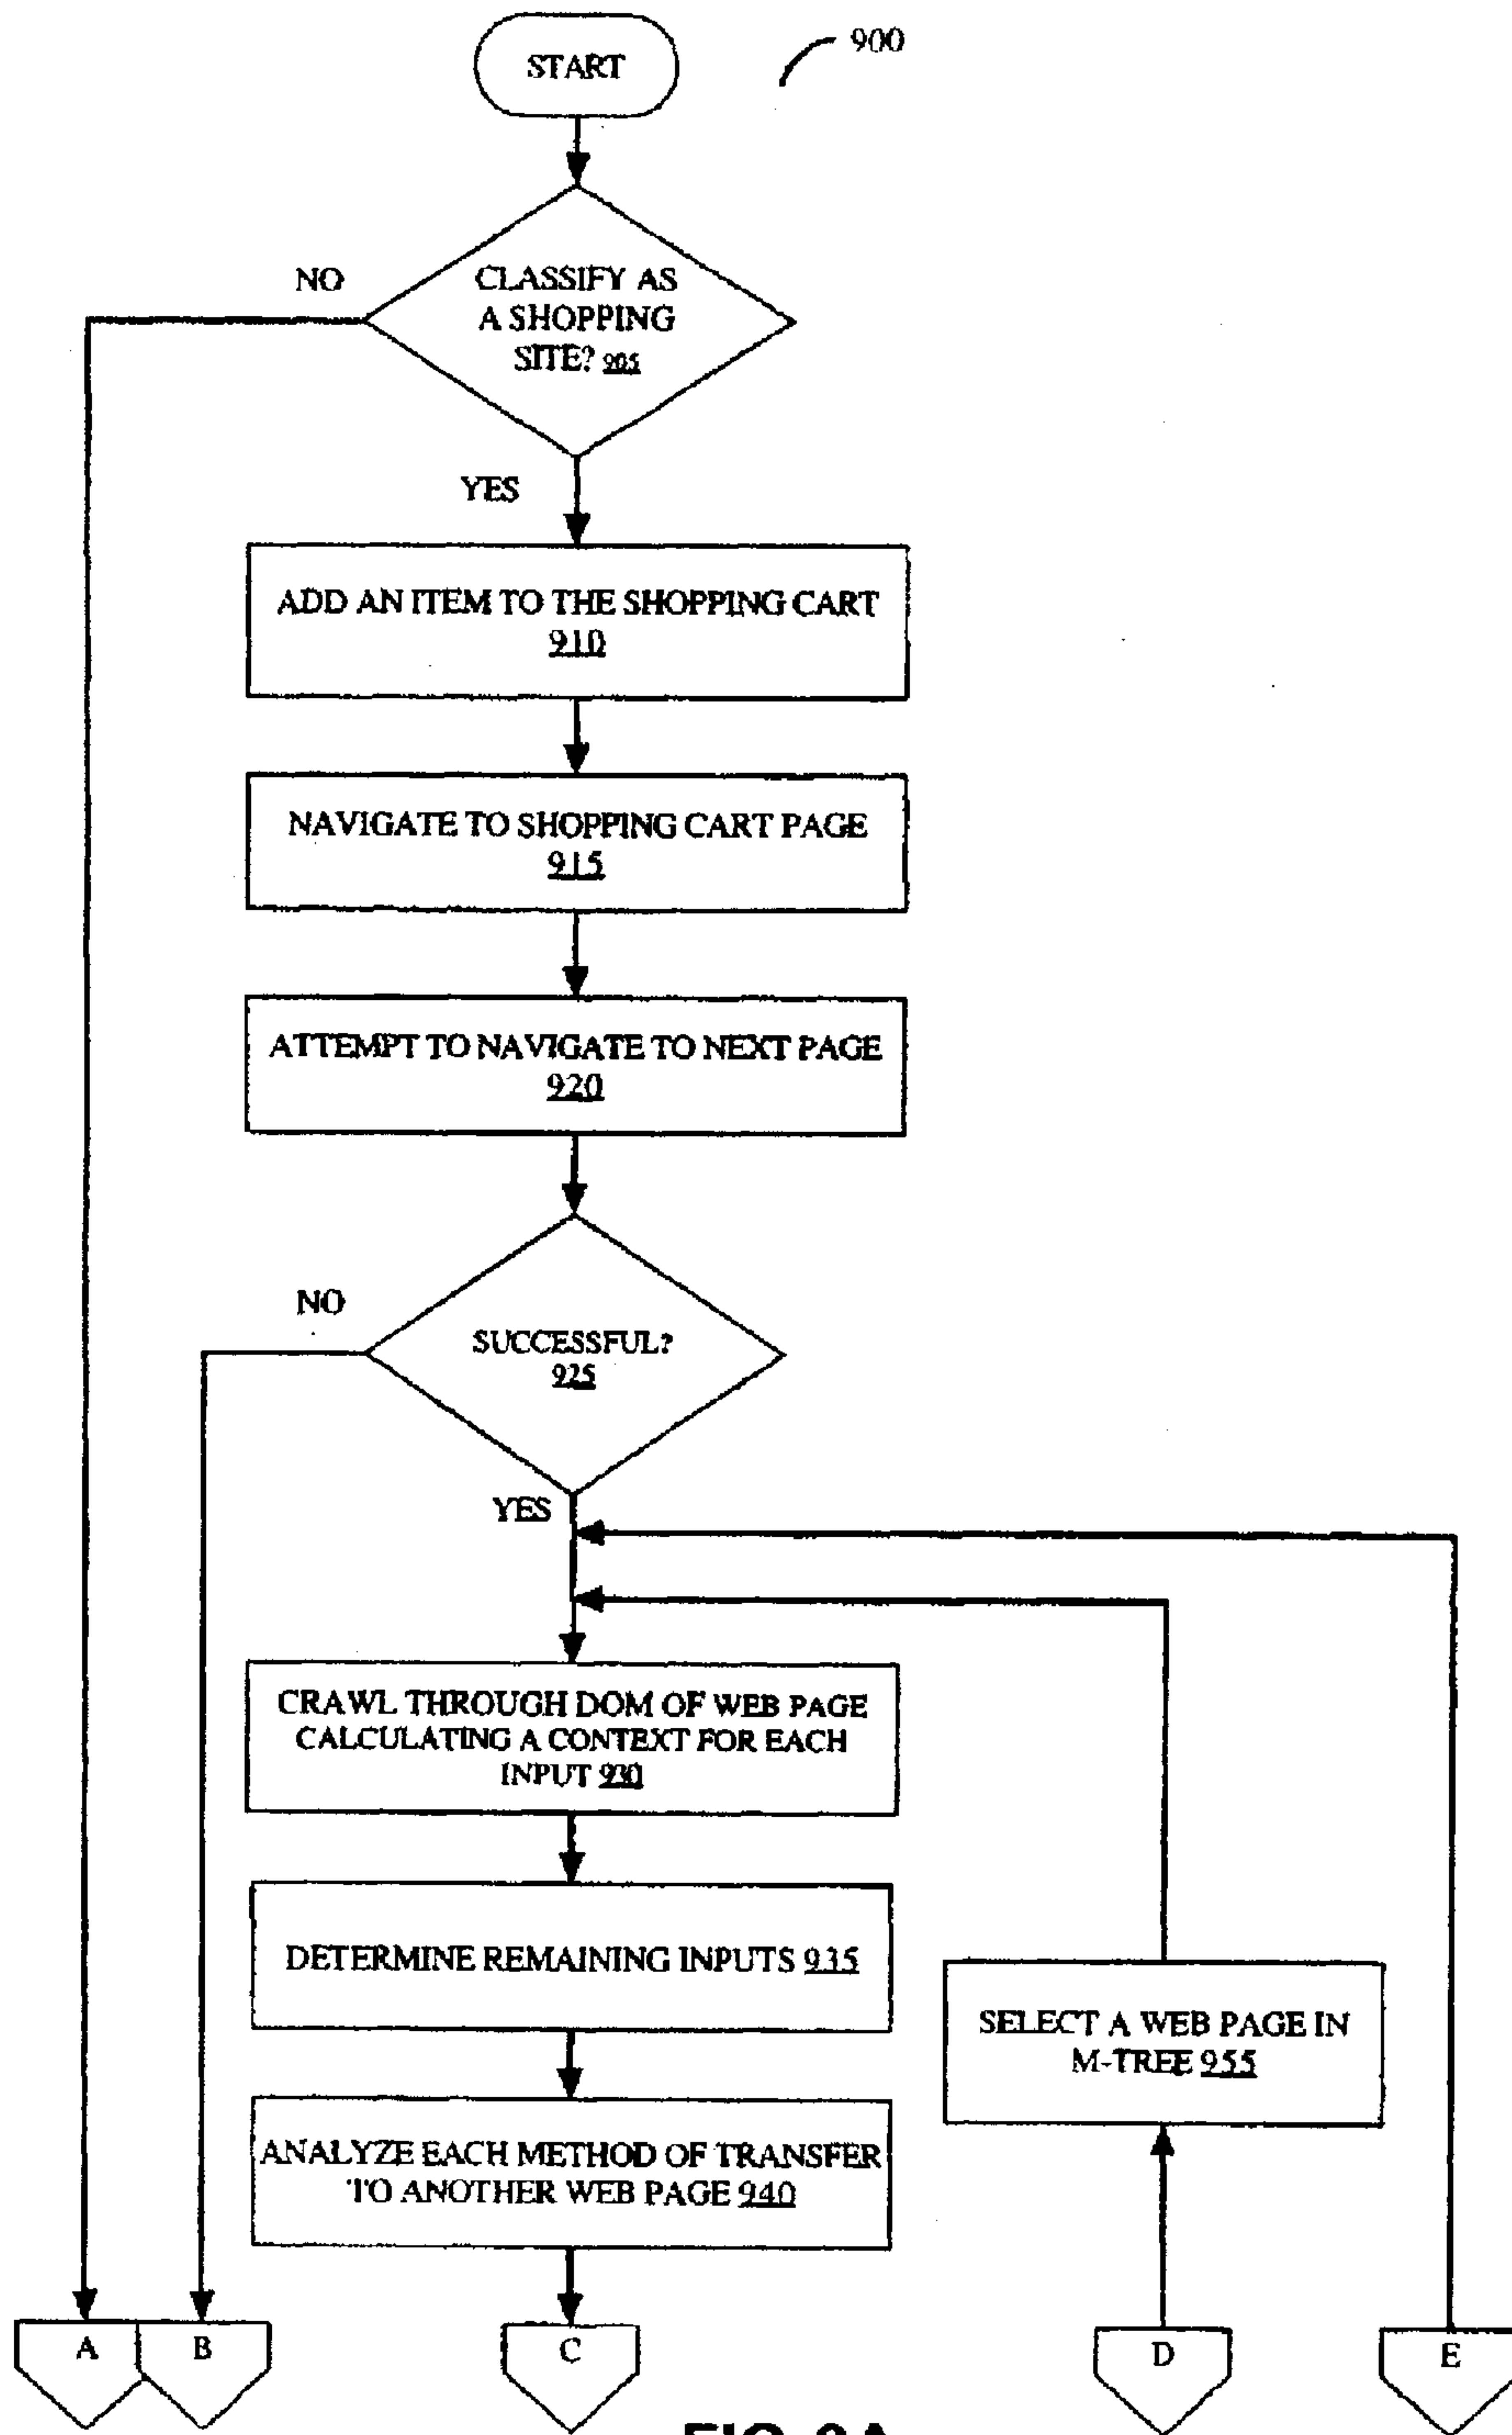 START
900
NO
CLASSIFY AS
A SHOPPING
SITE? 905
YES
ADD AN ITEM TO THE SHOPPING CART
910
NAVIGATE TO SHOPPING CART PAGE
915
ATTEMPT TO NAVIGATE TO NEXT PAGE
920
NO
SUCCESSFUL?
925
YES
CRAWL THROUGH DOM OF WEB PAGE
CALCULATING A CONTEXT FOR EACH
INPUT 930
DETERMINE REMAINING INPUTS 935
SELECT A WEB PAGE IN
M-TREE 955
ANALYZE EACH METHOD OF TRANSFER
TO ANOTHER WEB PAGE 940
A
B
C
D
E